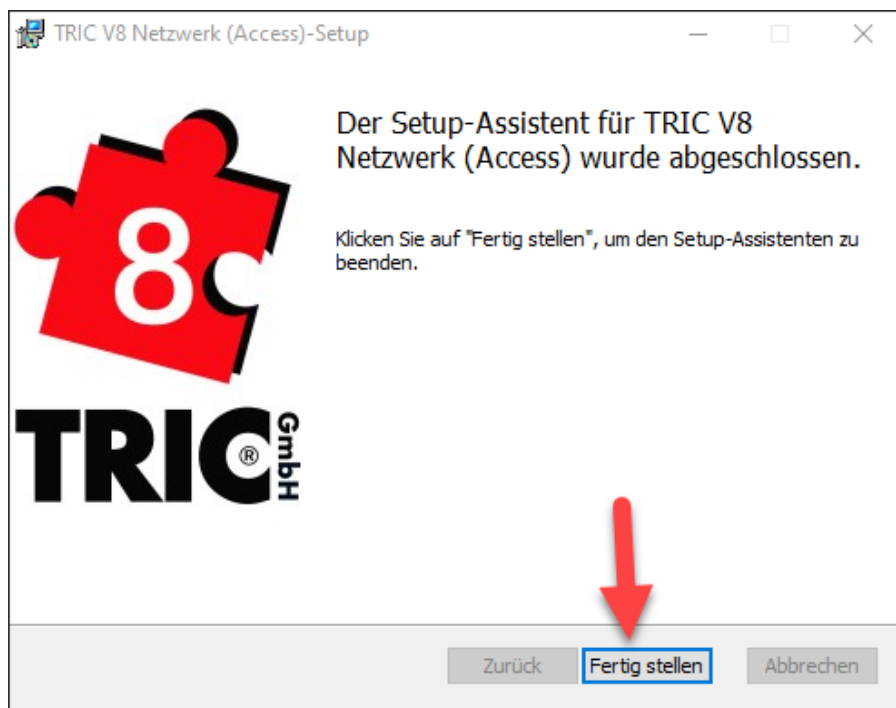 TRIC V8 Netzwerk (Access)-Setup
Der Setup-Assistent für TRIC V8
Netzwerk (Access) wurde abgeschlossen.
Klicken Sie auf "Fertig stellen", um den Setup-Assistenten zu
beenden.
8
TRIC
®
GmbH
Zurück
Fertig stellen
Abbrechen